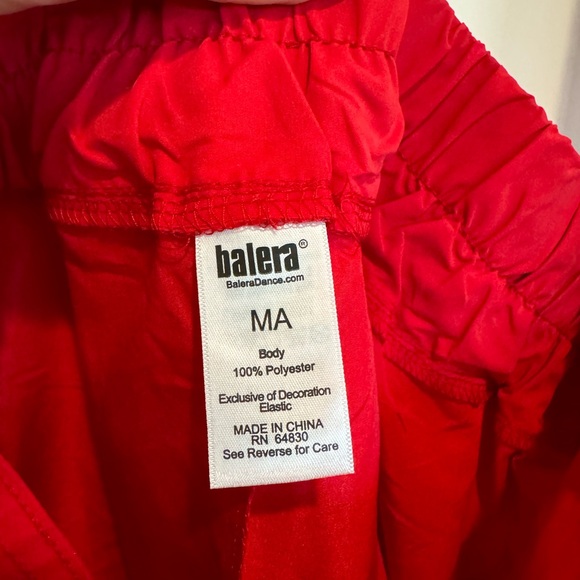 balera®
BaleraDance.com
MA
Body
100% Polyester
Exclusive of Decoration
Elastic
MADE IN CHINA
RN 64830
See Reverse for Care